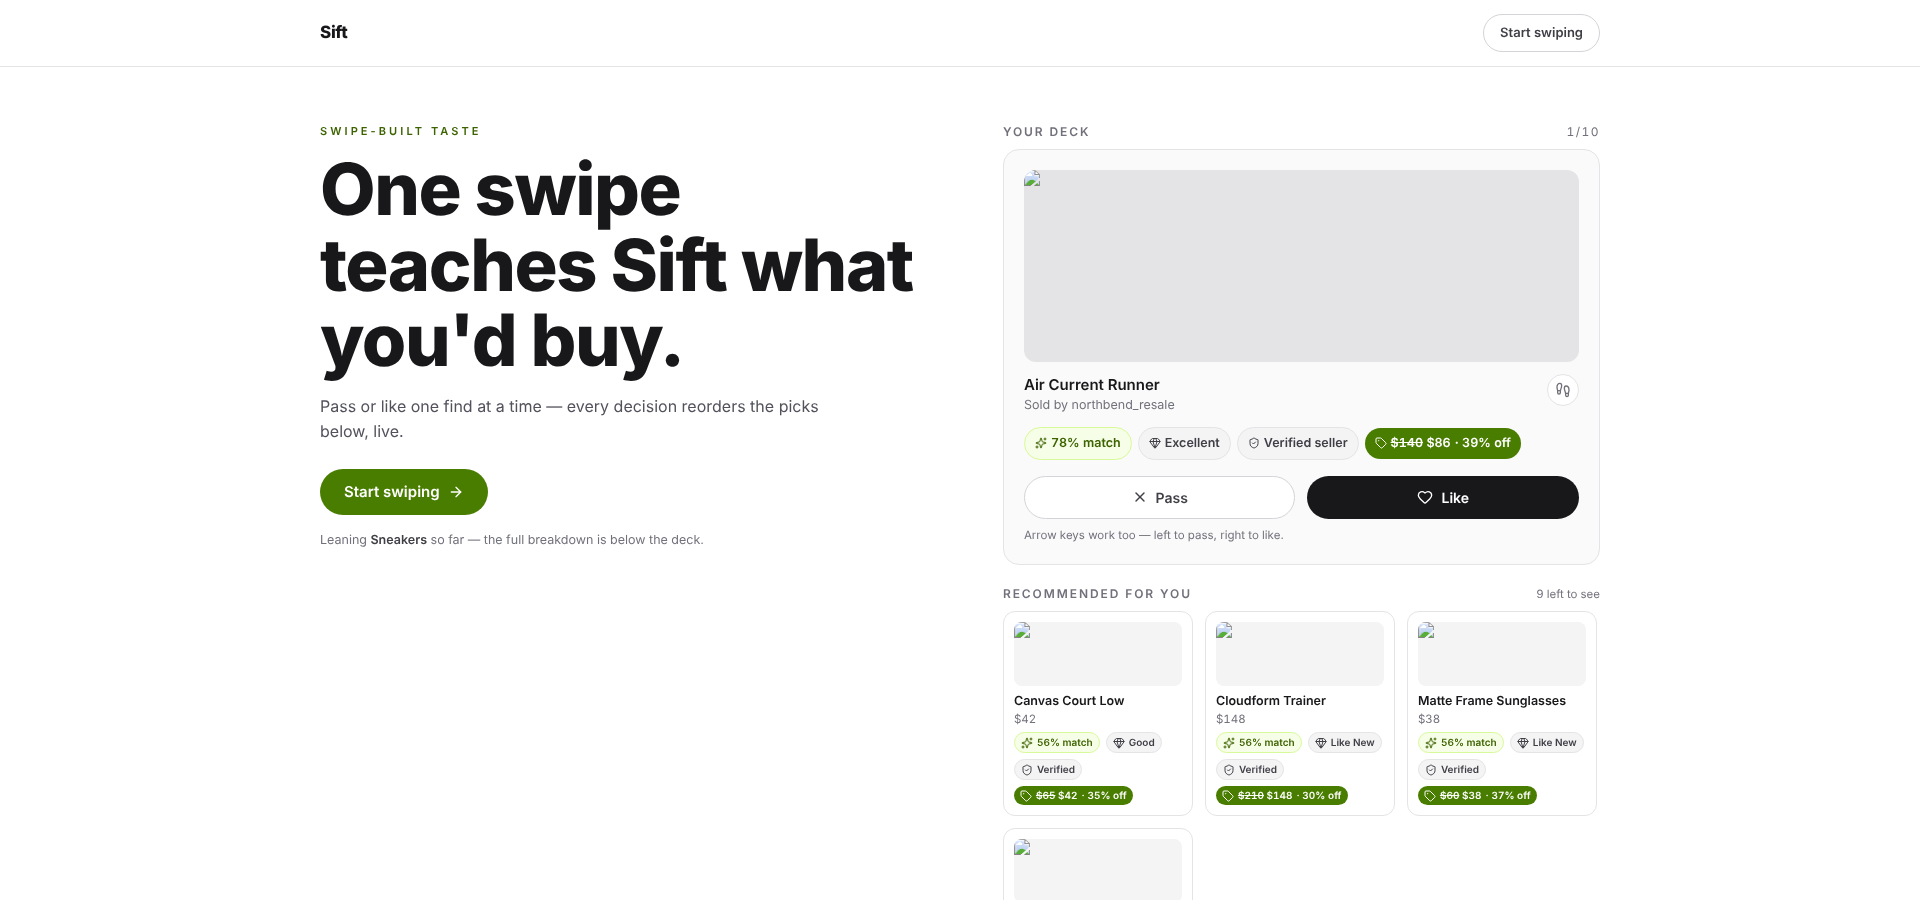 Sift
Start swiping
SWIPE-BUILT TASTE
One swipe
teaches Sift what
you'd buy.
Pass or like one find at a time — every decision reorders the picks
below, live.
Start swiping
Leaning Sneakers so far — the full breakdown is below the deck.
YOUR DECK
1/10
Air Current Runner
Sold by northbend_resale
78% match
Excellent
Verified seller
$140 $86 · 39% off
Pass
Like
Arrow keys work too — left to pass, right to like.
RECOMMENDED FOR YOU
9 left to see
Canvas Court Low
$42
56% match
Good
Verified
$65 $42 · 35% off
Cloudform Trainer
$148
56% match
Like New
Verified
$210 $148 · 30% off
Matte Frame Sunglasses
$38
56% match
Like New
Verified
$60 $38 · 37% off